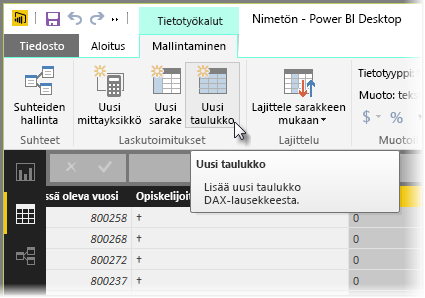 Tietotyökalut
Nimetön - Power BI Desktop
Tiedosto
Aloitus
Mallintaminen
Suhteiden
hallinta
Uusi
mittayksikkö
Uusi
sarake
Uusi
taulukko
Lajittele sarakkeen
mukaan
Tietotyyppi:
Muoto: teks
$ % ,
Suhteet
Laskutoimitukset
Lajittelu
Muotoil
Uusi taulukko
Lisää uusi taulukko
DAX-lausekkeesta.
ssä oleva vuosi
Opiskelijoit
800258 † 0
800268 † 0
800272 † 0
800237 † 0